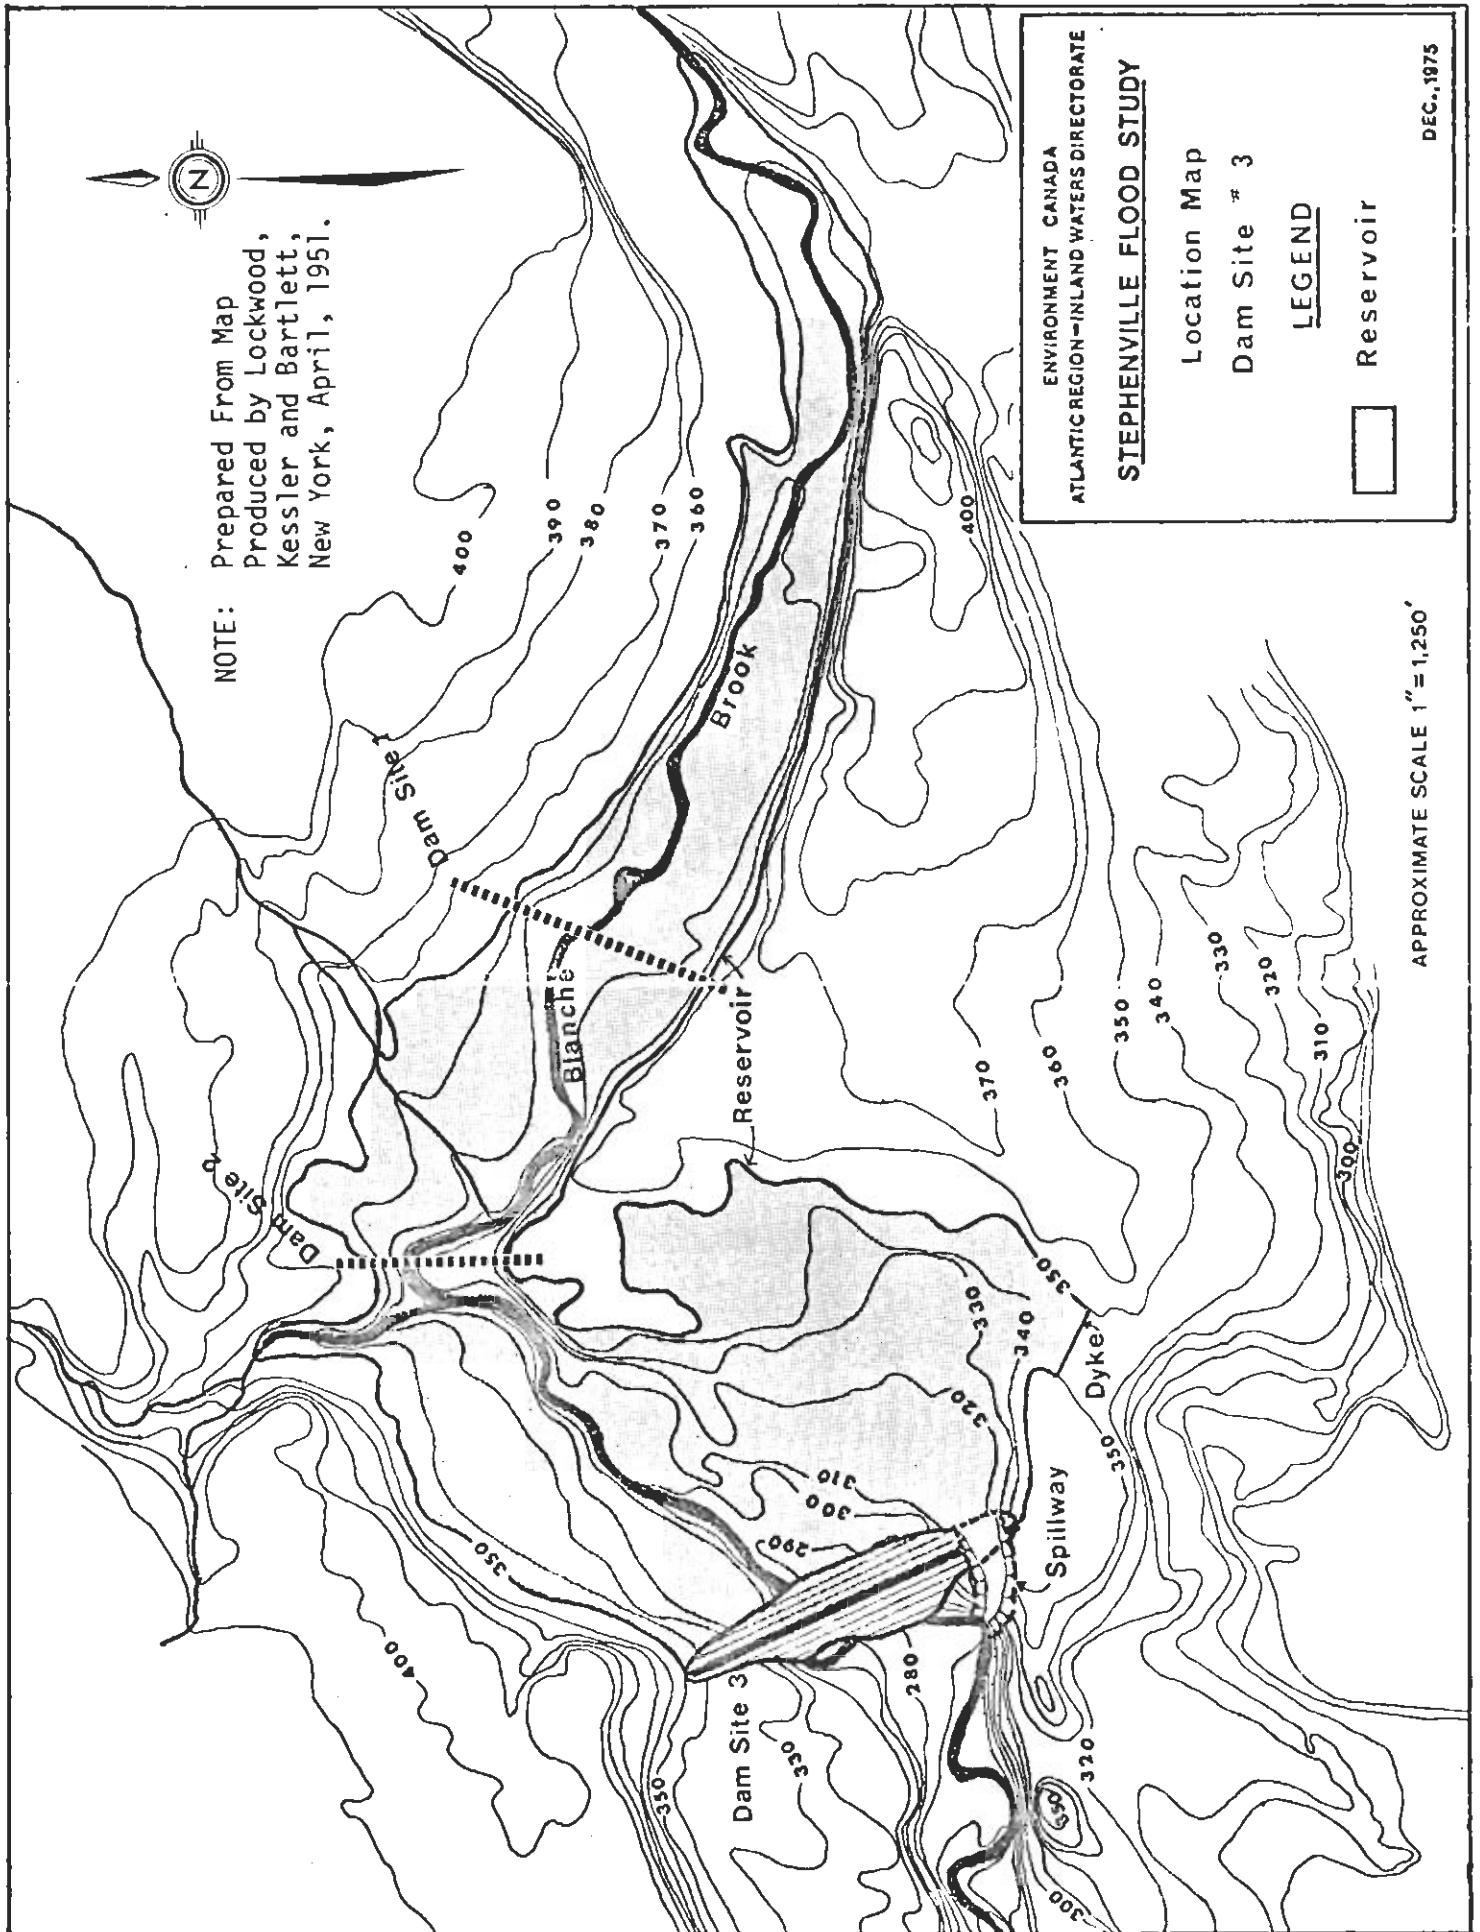 NOTE: Prepared From Map
Produced by Lockwood,
Kessler and Bartlett,
New York, April, 1951.
N
400
390
380
370
360
Dam Site 1
Dam Site 2
Brook
Blanche
Reservoir
400
370
360
350
340
330
320
310
300
350
340
330
320
310
300
290
350
400
Dyke
350
Spillway
Dam Site 3
280
350
330
320
350
300
APPROXIMATE SCALE 1" = 1,250'
ENVIRONMENT CANADA
ATLANTIC REGION-INLAND WATERS DIRECTORATE
STEPHENVILLE FLOOD STUDY
Location Map
Dam Site # 3
LEGEND
Reservoir
DEC., 1975